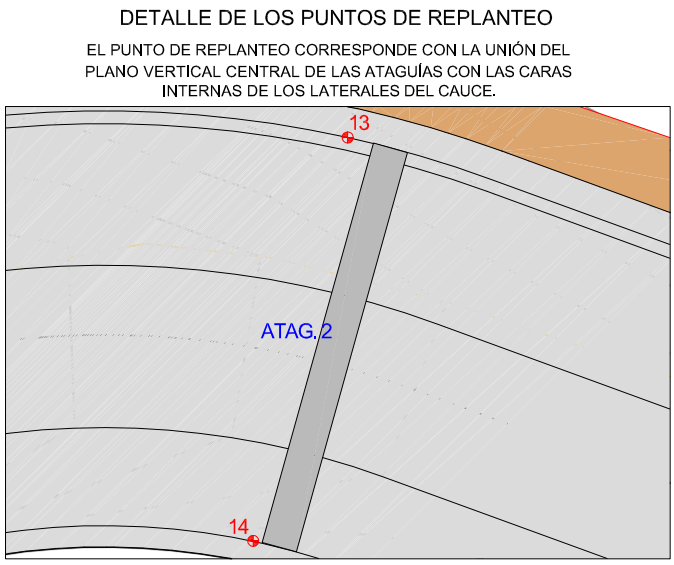 DETALLE DE LOS PUNTOS DE REPLANTEO
EL PUNTO DE REPLANTEO CORRESPONDE CON LA UNIÓN DEL
PLANO VERTICAL CENTRAL DE LAS ATAGUÍAS CON LAS CARAS
INTERNAS DE LOS LATERALES DEL CAUCE.
13
ATAG. 2
14